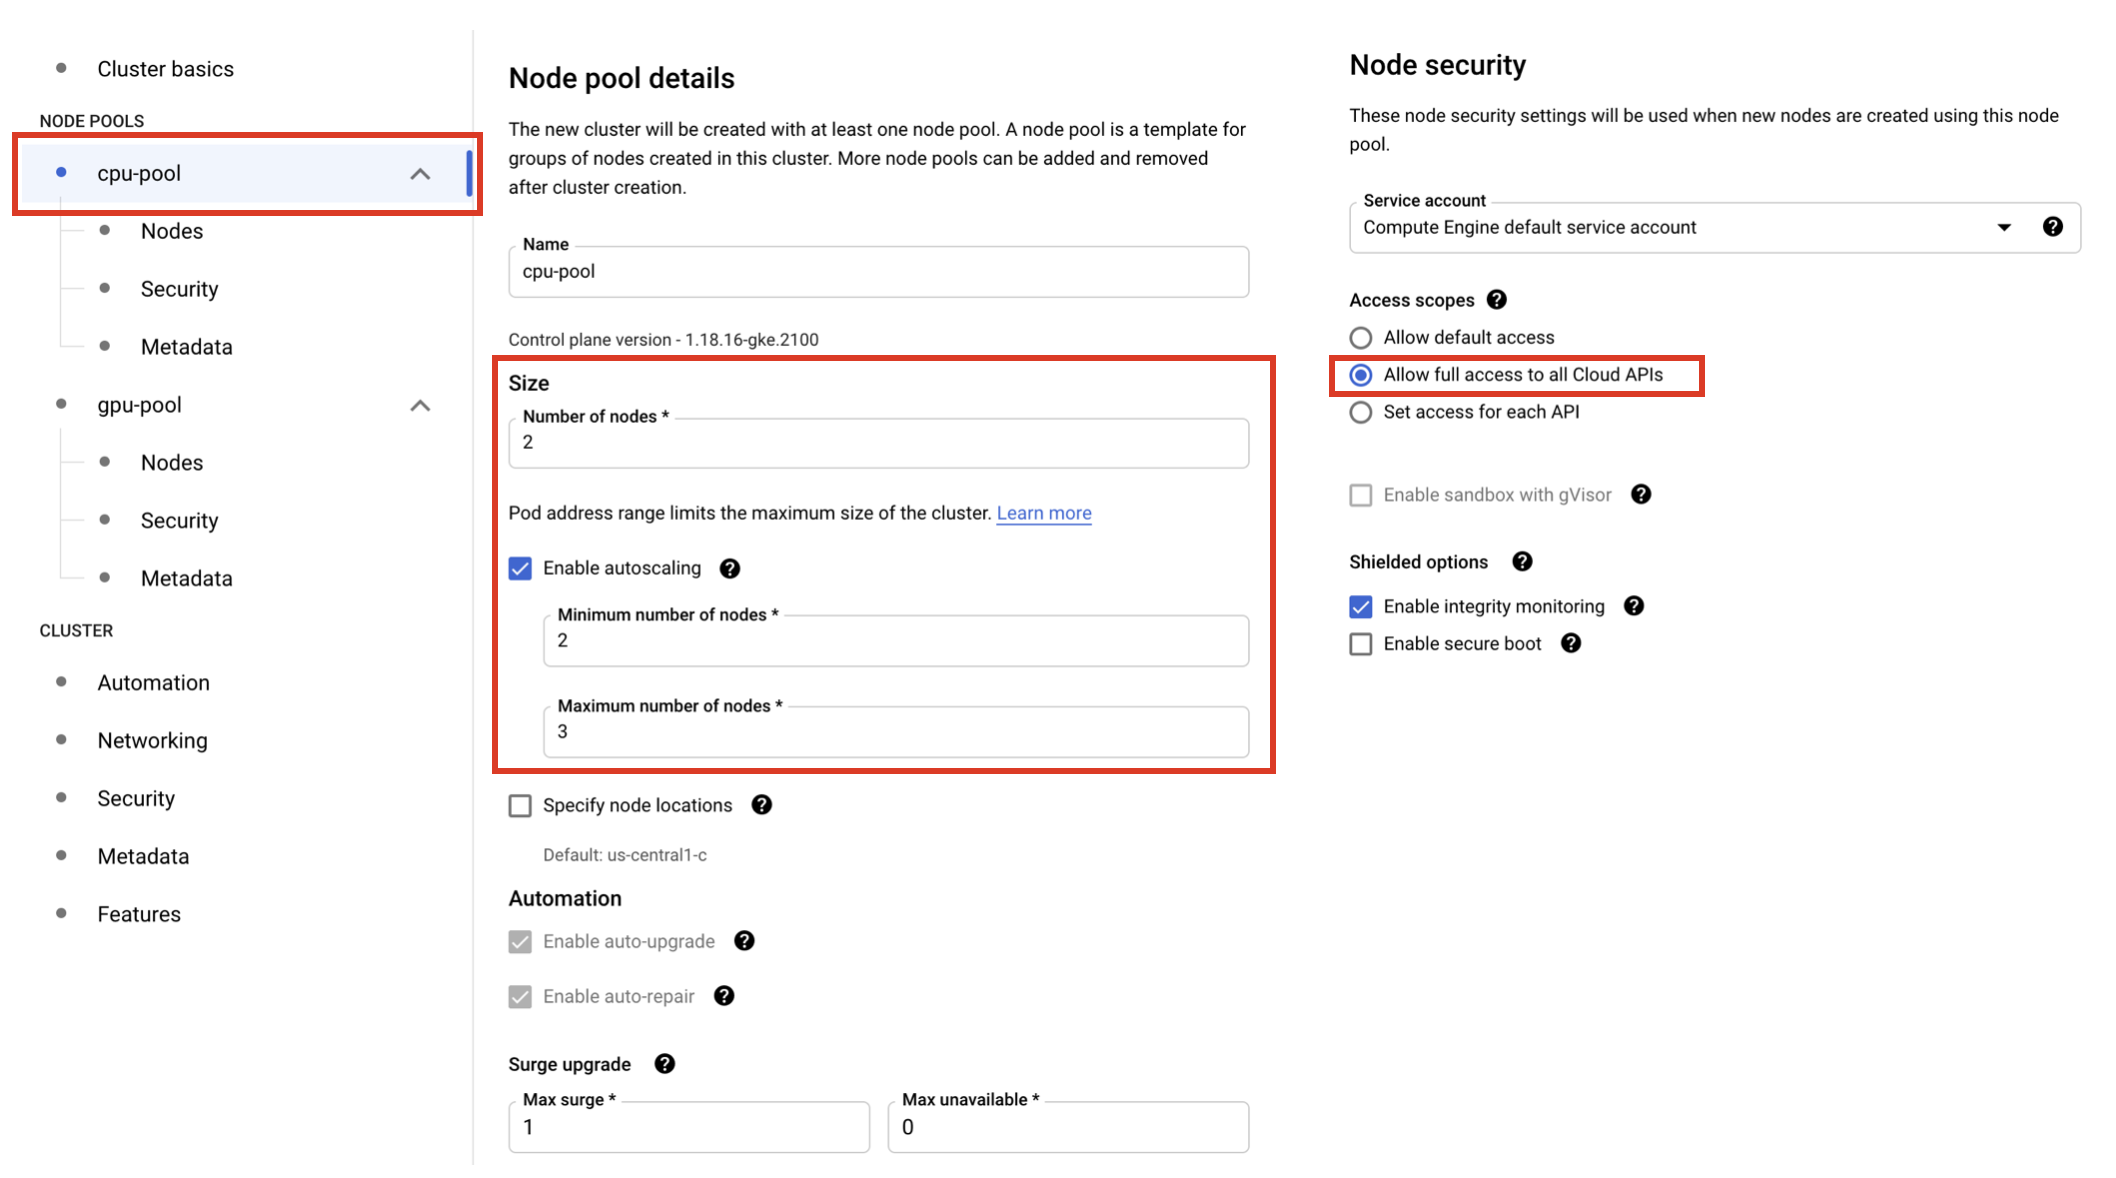 Cluster basics
NODE POOLS
cpu-pool
Nodes
Security
Metadata
gpu-pool
Nodes
Security
Metadata
CLUSTER
Automation
Networking
Security
Metadata
Features
Node pool details
The new cluster will be created with at least one node pool. A node pool is a template for
groups of nodes created in this cluster. More node pools can be added and removed
after cluster creation.
Name
cpu-pool
Control plane version - 1.18.16-gke.2100
Size
Number of nodes *
2
Pod address range limits the maximum size of the cluster. Learn more
Enable autoscaling
Minimum number of nodes *
2
Maximum number of nodes *
3
Specify node locations
Default: us-central1-c
Automation
Enable auto-upgrade
Enable auto-repair
Surge upgrade
Max surge *
1
Max unavailable *
0
Node security
These node security settings will be used when new nodes are created using this node
pool.
Service account
Compute Engine default service account
Access scopes
Allow default access
Allow full access to all Cloud APIs
Set access for each API
Enable sandbox with gVisor
Shielded options
Enable integrity monitoring
Enable secure boot